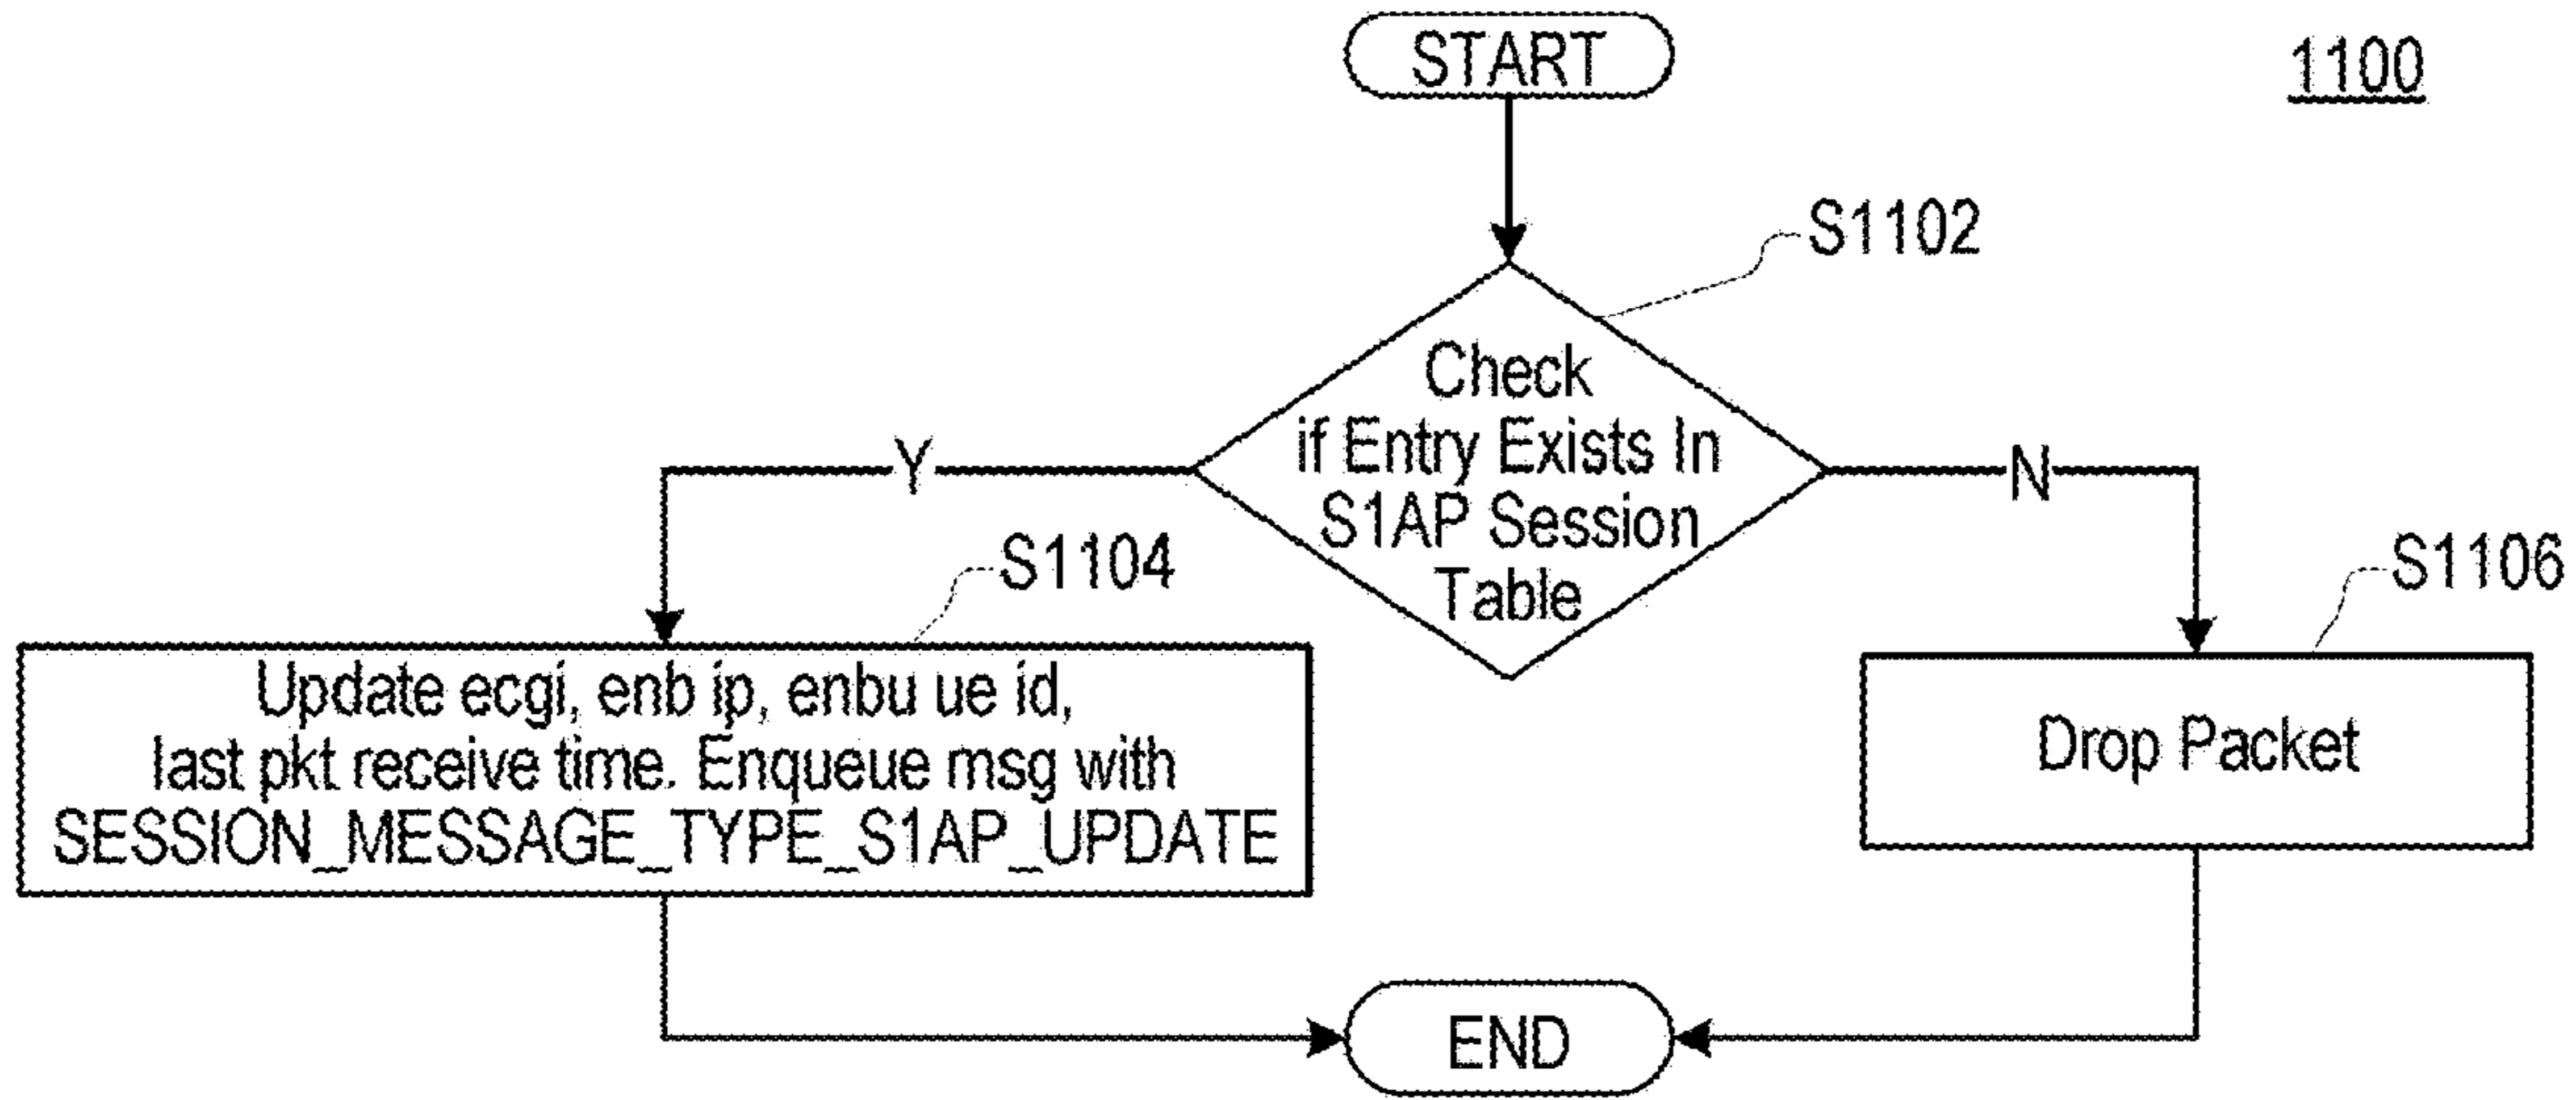 START
1100
S1102
Check
if Entry Exists In
S1AP Session
Table
Y
N
S1104
S1106
Update ecgi, enb ip, enbu ue id,
last pkt receive time. Enqueue msg with
SESSION_MESSAGE_TYPE_S1AP_UPDATE
Drop Packet
END